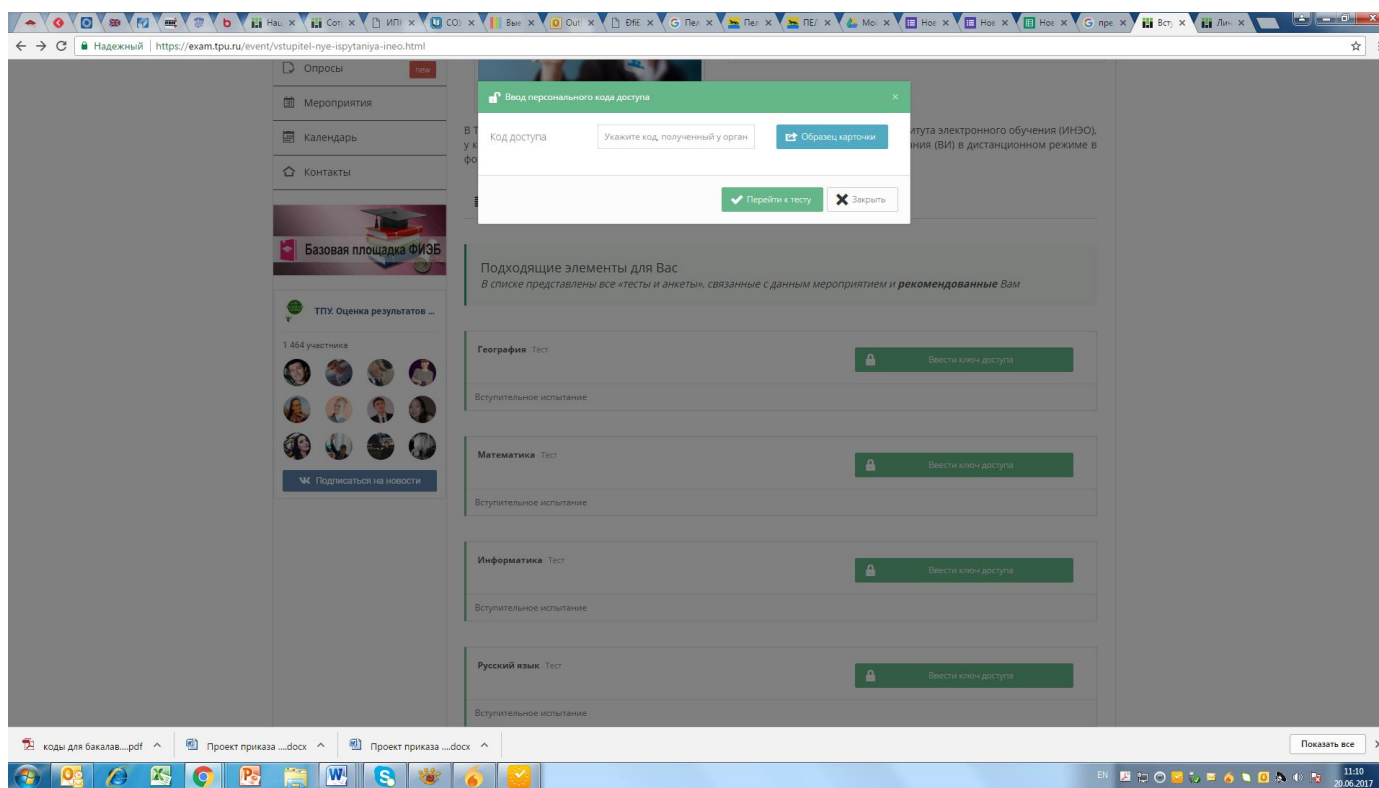 Надежный
https://exam.tpu.ru/event/vstupitel-nye-ispytaniya-ineo.html
Опросы
new
Мероприятия
Календарь
Контакты
Базовая площадка ФИЭБ
ТПУ. Оценка результатов ...
1 464 участника
Подписаться на новости
Ввод персонального кода доступа
Код доступа
Укажите код, полученный у орган
Образец карточки
Перейти к тесту
Закрыть
электронного обучения (ИНЭО),
(ВИ) в дистанционном режиме в
Подходящие элементы для Вас
В списке представлены все «тесты и анкеты», связанные с данным мероприятием и рекомендованные Вам
География Тест
Ввести ключ доступа
Вступительное испытание
Математика Тест
Ввести ключ доступа
Вступительное испытание
Информатика Тест
Ввести ключ доступа
Вступительное испытание
Русский язык Тест
Ввести ключ доступа
Вступительное испытание
коды для бакалав....pdf
Проект приказа ....docx
Проект приказа ....docx
Показать все
EN
11:10
20.06.2017